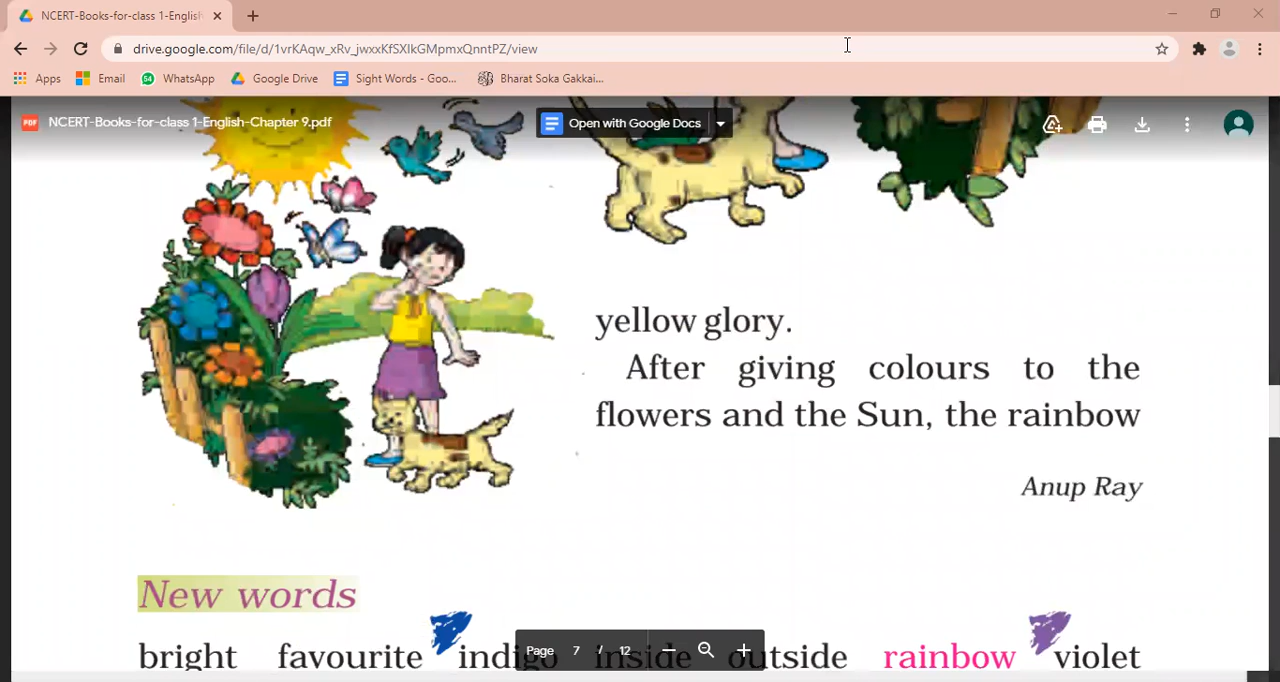 NCERT-Books-for-class 1-Englis
drive.google.com/file/d/1vrKAqw_xRv_jwxxKfSXIkGMpmxQnntPZ/view
Apps Email 54 WhatsApp Google Drive Sight Words - Goo... Bharat Soka Gakkai...
PDF NCERT-Books-for-class 1-English-Chapter 9.pdf Open with Google Docs
yellow glory.
After giving colours to the
flowers and the Sun, the rainbow
Anup Ray
New words
bright favourite indigo inside outside rainbow violet
Page 7 / 12